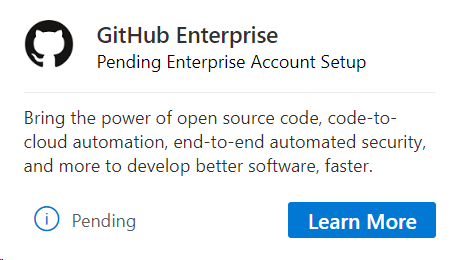 GitHub Enterprise
Pending Enterprise Account Setup
Bring the power of open source code, code-to-
cloud automation, end-to-end automated security,
and more to develop better software, faster.
Pending
Learn More